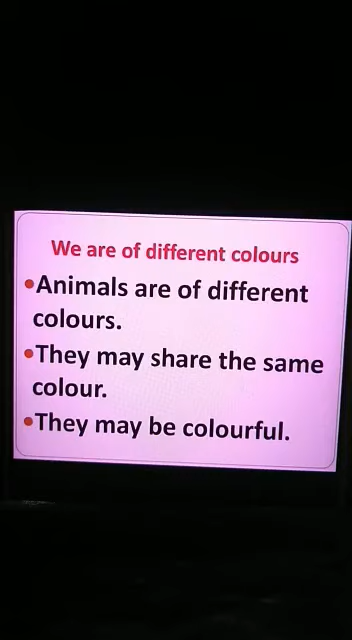 We are of different colours
•Animals are of different
colours.
•They may share the same
colour.
•They may be colourful.